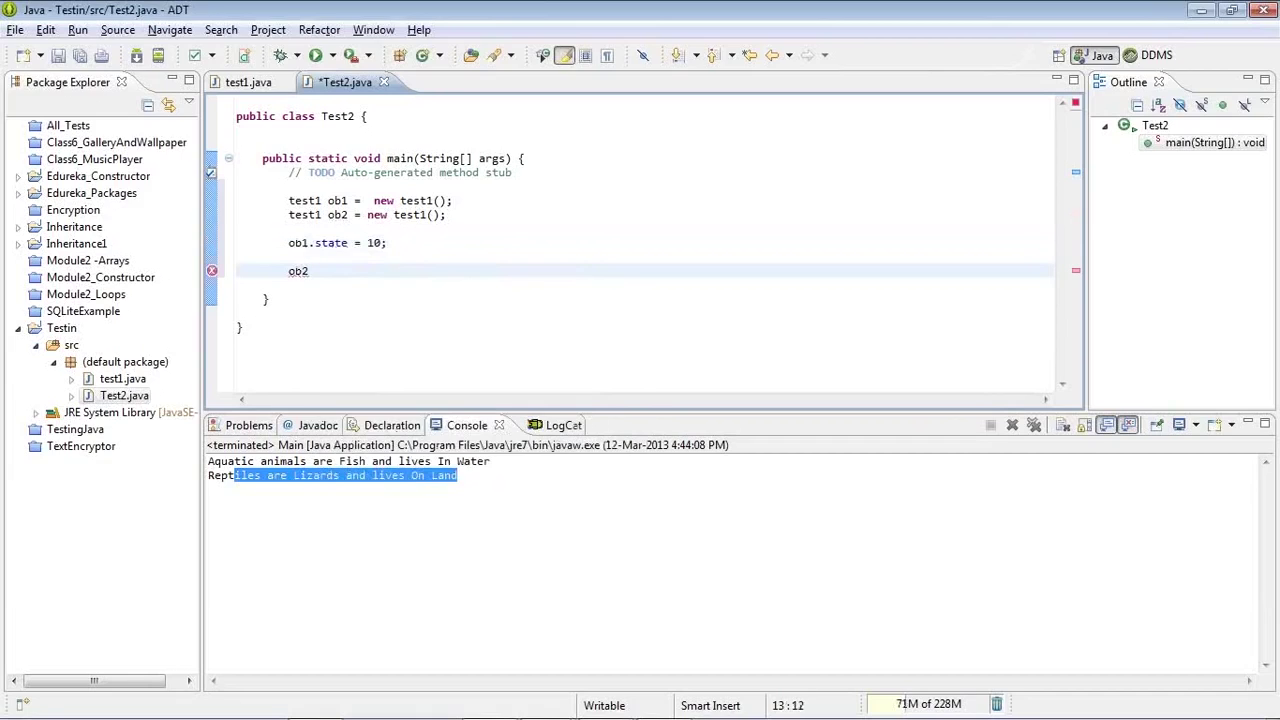 Java - Testin/src/Test2.java - ADT
File Edit Run Source Navigate Search Project Refactor Window Help
Java DDMS
Package Explorer
test1.java
*Test2.java
Outline
All_Tests
Class6_GalleryAndWallpaper
Class6_MusicPlayer
Edureka_Constructor
Edureka_Packages
Encryption
Inheritance
Inheritance1
Module2 -Arrays
Module2_Constructor
Module2_Loops
SQLiteExample
Testin
src
(default package)
test1.java
Test2.java
JRE System Library [JavaSE-
TestingJava
TextEncryptor
public class Test2 {
public static void main(String[] args) {
// TODO Auto-generated method stub
test1 ob1 =  new test1();
test1 ob2 = new test1();
ob1.state = 10;
ob2
}
}
Test2
main(String[]) : void
Problems Javadoc Declaration Console LogCat
<terminated> Main [Java Application] C:\Program Files\Java\jre7\bin\javaw.exe (12-Mar-2013 4:44:08 PM)
Aquatic animals are Fish and lives In Water
Reptiles are Lizards and lives On Land
Writable Smart Insert 13 : 12 71M of 228M